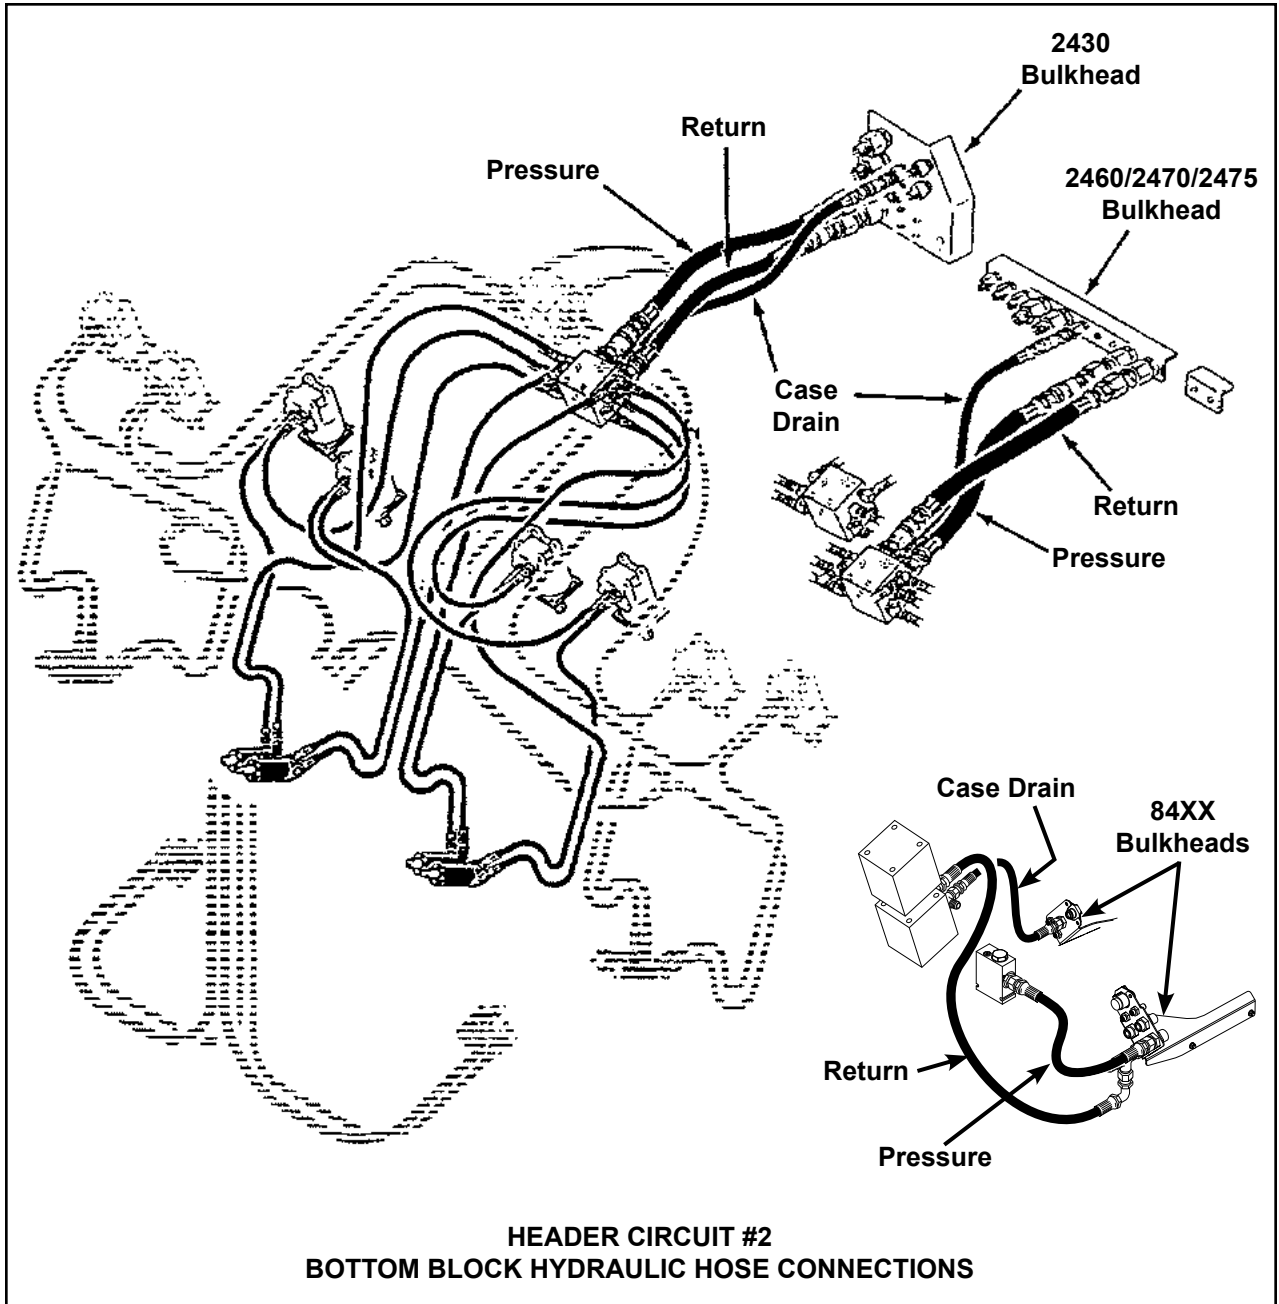 2430
Bulkhead
Return
Pressure
2460/2470/2475
Bulkhead
Case
Drain
Return
Pressure
Case Drain
84XX
Bulkheads
Return
Pressure
HEADER CIRCUIT #2
BOTTOM BLOCK HYDRAULIC HOSE CONNECTIONS